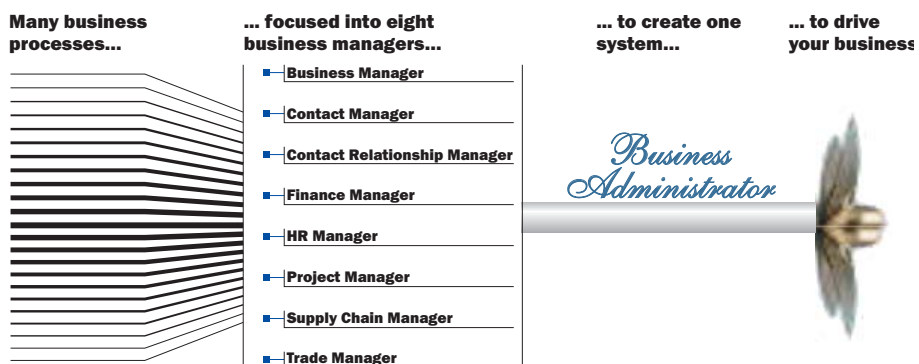 Many business
processes...
... focused into eight
business managers...
... to create one
system...
... to drive
your business
Business Manager
Contact Manager
Contact Relationship Manager
Finance Manager
HR Manager
Project Manager
Supply Chain Manager
Trade Manager
Business
Administrator